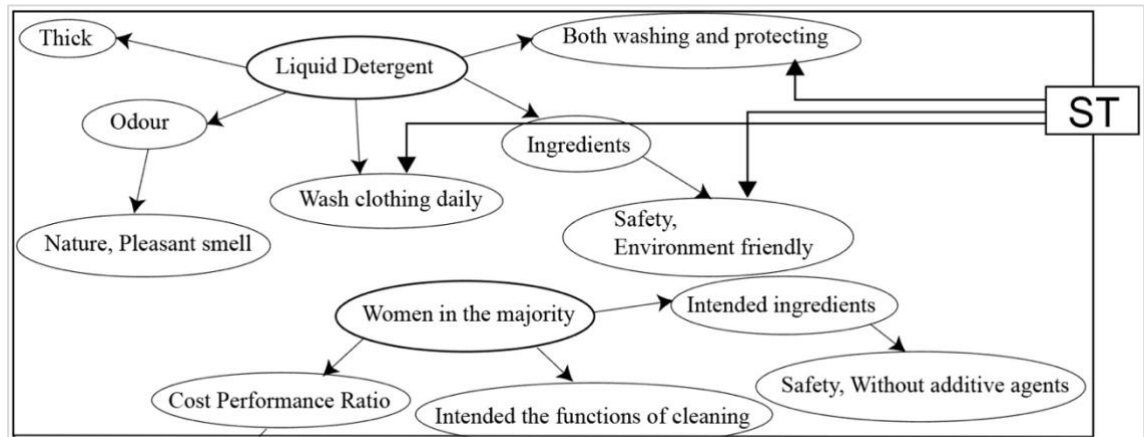 Thick
Both washing and protecting
Liquid Detergent
ST
Odour
Ingredients
Wash clothing daily
Nature, Pleasant smell
Safety,
Environment friendly
Intended ingredients
Women in the majority
Safety, Without additive agents
Cost Performance Ratio
Intended the functions of cleaning